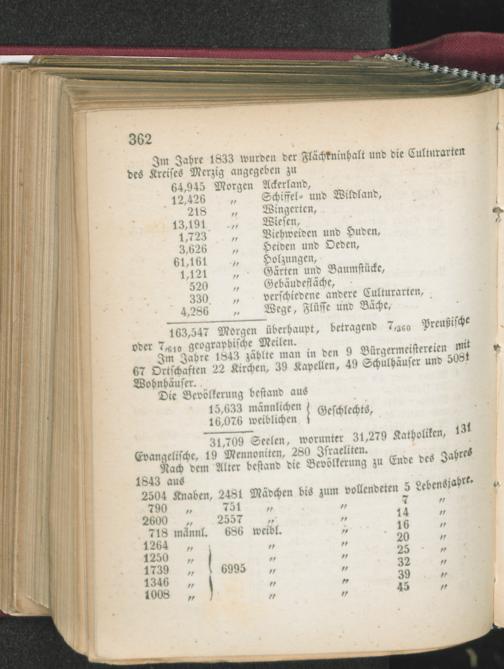 362
Im Jahre 1833 wurden der Flächeninhalt und die Culturarten
des Kreises Merzig angegeben zu
64,945 Morgen Ackerland,
12,426 „ Schiffel- und Wildland,
218 „ Wingerten,
13,191 „ Wiesen,
1,723 „ Viehweiden und Huden,
3,626 „ Heiden und Oeden,
61,161 „ Holzungen,
1,121 „ Gärten und Baumstücke,
520 „ Gebäudefläche,
330 „ verschiedene andere Culturarten,
4,286 „ Wege, Flüsse und Bäche,
163,547 Morgen überhaupt, betragend 7,360 Preußische
oder 7,610 geographische Meilen.
Im Jahre 1843 zählte man in den 9 Bürgermeistereien mit
67 Ortschaften 22 Kirchen, 39 Kapellen, 49 Schulhäuser und 5081
Wohnhäuser.
Die Bevölkerung bestand aus
15,633 männlichen } Geschlechts,
16,076 weiblichen
31,709 Seelen, worunter 31,279 Katholiken, 131
Evangelische, 19 Mennoniten, 280 Israeliten.
Nach dem Alter bestand die Bevölkerung zu Ende des Jahres
1843 aus
2504 Knaben, 2481 Mädchen bis zum vollendeten 5 Lebensjahre.
790 „ 751 „ „ 7 „
2600 „ 2557 „ „ 14 „
718 männl. 686 weibl. „ 16 „
1264 „ „ „ 20 „
1250 „ „ „ 25 „
1739 „ } 6995 „ „ 32 „
1346 „ „ „ 39 „
1008 „ „ „ 45 „